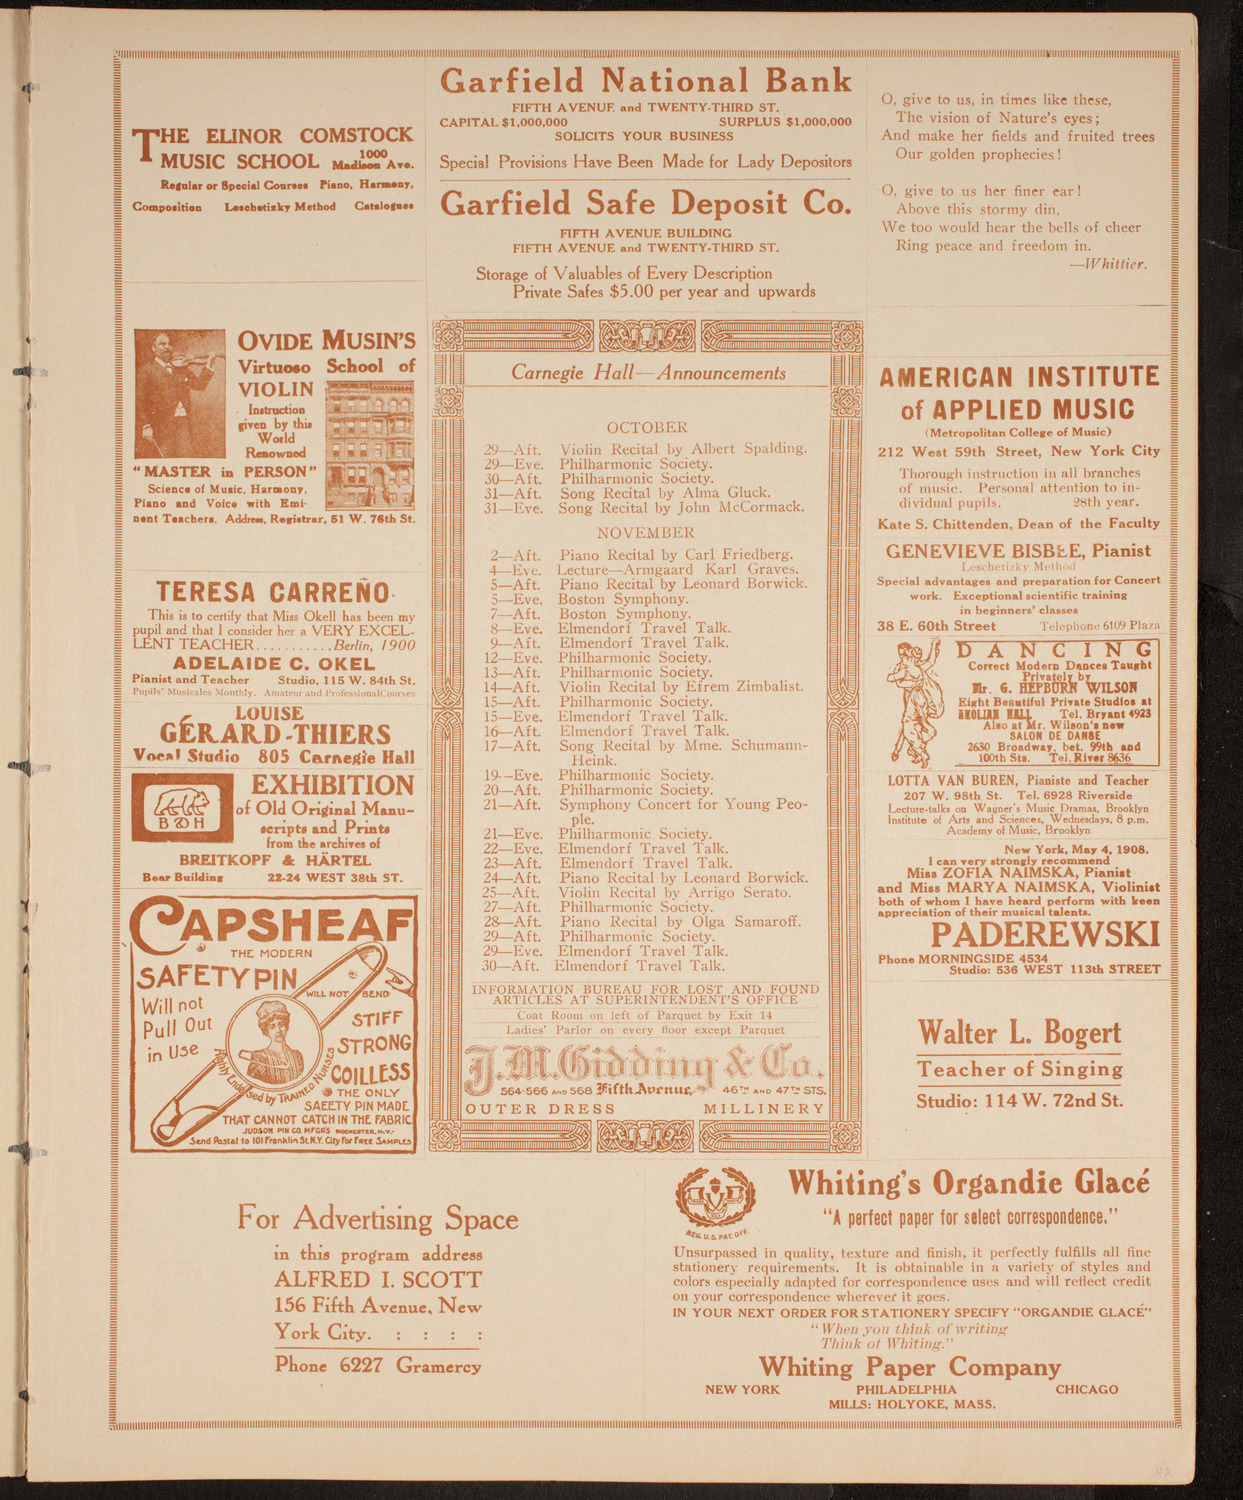 THE ELINOR COMSTOCK
MUSIC SCHOOL 1000 Madison Ave.
Regular or Special Courses Piano, Harmony,
Composition Leschetizky Method Catalogues
OVIDE MUSIN'S
Virtuoso School of
VIOLIN
Instruction
given by this
World
Renowned
"MASTER in PERSON"
Science of Music, Harmony,
Piano and Voice with Emi-
nent Teachers. Address, Registrar, 51 W. 76th St.
TERESA CARREÑO
This is to certify that Miss Okell has been my
pupil and that I consider her a VERY EXCEL-
LENT TEACHER...........Berlin, 1900
ADELAIDE C. OKEL
Pianist and Teacher Studio, 115 W. 84th St.
Pupils' Musicales Monthly. Amateur and Professional Courses
LOUISE
GÉRARD-THIERS
Vocal Studio 805 Carnegie Hall
B & H
EXHIBITION
of Old Original Manu-
scripts and Prints
from the archives of
BREITKOPF & HÄRTEL
Bear Building 22-24 WEST 38th ST.
CAPSHEAF
THE MODERN
SAFETY PIN
WILL NOT BEND
Will not
Pull Out
in Use
STIFF
STRONG
COILLESS
Highly Endorsed by TRAINED NURSES
THE ONLY
SAFETY PIN MADE
THAT CANNOT CATCH IN THE FABRIC.
JUDSON PIN CO. MFGR'S ROCHESTER, N.Y.
Send Postal to 101 Franklin St. N.Y. City for FREE SAMPLES
Garfield National Bank
FIFTH AVENUE and TWENTY-THIRD ST.
CAPITAL $1,000,000 SURPLUS $1,000,000
SOLICITS YOUR BUSINESS
Special Provisions Have Been Made for Lady Depositors
Garfield Safe Deposit Co.
FIFTH AVENUE BUILDING
FIFTH AVENUE and TWENTY-THIRD ST.
Storage of Valuables of Every Description
Private Safes $5.00 per year and upwards
Carnegie Hall—Announcements
OCTOBER
29—Aft. Violin Recital by Albert Spalding.
29—Eve. Philharmonic Society.
30—Aft. Philharmonic Society.
31—Aft. Song Recital by Alma Gluck.
31—Eve. Song Recital by John McCormack.
NOVEMBER
2—Aft. Piano Recital by Carl Friedberg.
4—Eve. Lecture—Armgaard Karl Graves.
5—Aft. Piano Recital by Leonard Borwick.
5—Eve. Boston Symphony.
7—Aft. Boston Symphony.
8—Eve. Elmendorf Travel Talk.
9—Aft. Elmendorf Travel Talk.
12—Eve. Philharmonic Society.
13—Aft. Philharmonic Society.
14—Aft. Violin Recital by Efrem Zimbalist.
15—Aft. Philharmonic Society.
15—Eve. Elmendorf Travel Talk.
16—Aft. Elmendorf Travel Talk.
17—Aft. Song Recital by Mme. Schumann-
Heink.
19—Eve. Philharmonic Society.
20—Aft. Philharmonic Society.
21—Aft. Symphony Concert for Young Peo-
ple.
21—Eve. Philharmonic Society.
22—Eve. Elmendorf Travel Talk.
23—Aft. Elmendorf Travel Talk.
24—Aft. Piano Recital by Leonard Borwick.
25—Aft. Violin Recital by Arrigo Serato.
27—Aft. Philharmonic Society.
28—Aft. Piano Recital by Olga Samaroff.
29—Aft. Philharmonic Society.
29—Eve. Elmendorf Travel Talk.
30—Aft. Elmendorf Travel Talk.
INFORMATION BUREAU FOR LOST AND FOUND
ARTICLES AT SUPERINTENDENT'S OFFICE
Coat Room on left of Parquet by Exit 14
Ladies' Parlor on every floor except Parquet
J.M. Gidding & Co.
564-566 AND 568 Fifth Avenue, 46TH AND 47TH STS.
OUTER DRESS MILLINERY
O, give to us, in times like these,
The vision of Nature's eyes;
And make her fields and fruited trees
Our golden prophecies!
O, give to us her finer ear!
Above this stormy din,
We too would hear the bells of cheer
Ring peace and freedom in.
—Whittier.
AMERICAN INSTITUTE
of APPLIED MUSIC
(Metropolitan College of Music)
212 West 59th Street, New York City
Thorough instruction in all branches
of music. Personal attention to in-
dividual pupils. 28th year.
Kate S. Chittenden, Dean of the Faculty
GENEVIEVE BISBEE, Pianist
Leschetizky Method
Special advantages and preparation for Concert
work. Exceptional scientific training
in beginners' classes
38 E. 60th Street Telephone 6109 Plaza
DANCING
Correct Modern Dances Taught
Privately by
Mr. G. HEPBURN WILSON
Eight Beautiful Private Studios at
AEOLIAN HALL Tel. Bryant 4923
Also at Mr. Wilson's new
SALON DE DANSE
2630 Broadway, bet. 99th and
100th Sts. Tel. River 8636
LOTTA VAN BUREN, Pianiste and Teacher
207 W. 98th St. Tel. 6928 Riverside
Lecture-talks on Wagner's Music Dramas, Brooklyn
Institute of Arts and Sciences, Wednesdays, 8 p.m.
Academy of Music, Brooklyn
New York, May 4, 1908.
I can very strongly recommend
Miss ZOFIA NAIMSKA, Pianist
and Miss MARYA NAIMSKA, Violinist
both of whom I have heard perform with keen
appreciation of their musical talents.
PADEREWSKI
Phone MORNINGSIDE 4534
Studio: 536 WEST 113th STREET
Walter L. Bogert
Teacher of Singing
Studio: 114 W. 72nd St.
For Advertising Space
in this program address
ALFRED I. SCOTT
156 Fifth Avenue, New
York City. : : : :
Phone 6227 Gramercy
REG. U.S. PAT. OFF.
Whiting's Organdie Glacé
"A perfect paper for select correspondence."
Unsurpassed in quality, texture and finish, it perfectly fulfills all fine
stationery requirements. It is obtainable in a variety of styles and
colors especially adapted for correspondence uses and will reflect credit
on your correspondence wherever it goes.
IN YOUR NEXT ORDER FOR STATIONERY SPECIFY "ORGANDIE GLACÉ"
"When you think of writing
Think of Whiting."
Whiting Paper Company
NEW YORK PHILADELPHIA CHICAGO
MILLS: HOLYOKE, MASS.